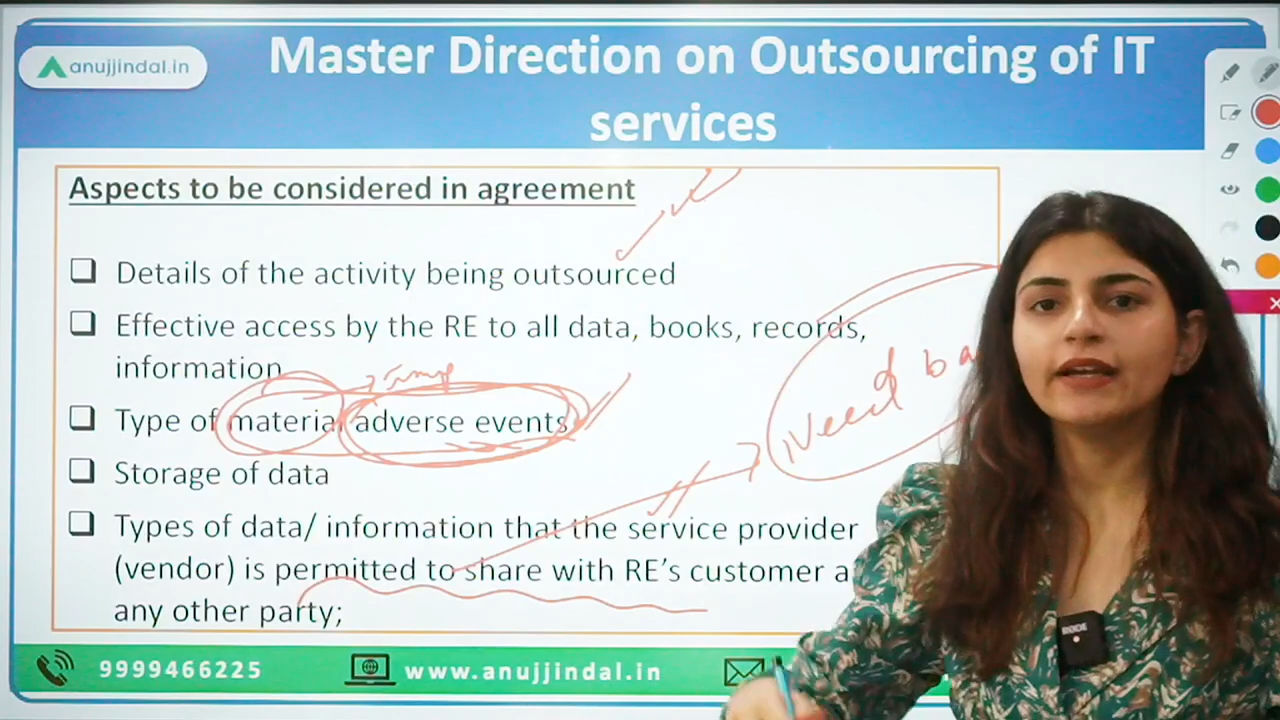 anujjindal.in
Master Direction on Outsourcing of IT
services
Aspects to be considered in agreement
❑ Details of the activity being outsourced
❑ Effective access by the RE to all data, books, records,
information
❑ Type of material adverse events
❑ Storage of data
❑ Types of data/ information that the service provider
(vendor) is permitted to share with RE's customer a
any other party;
Need
9999466225
www.anujjindal.in